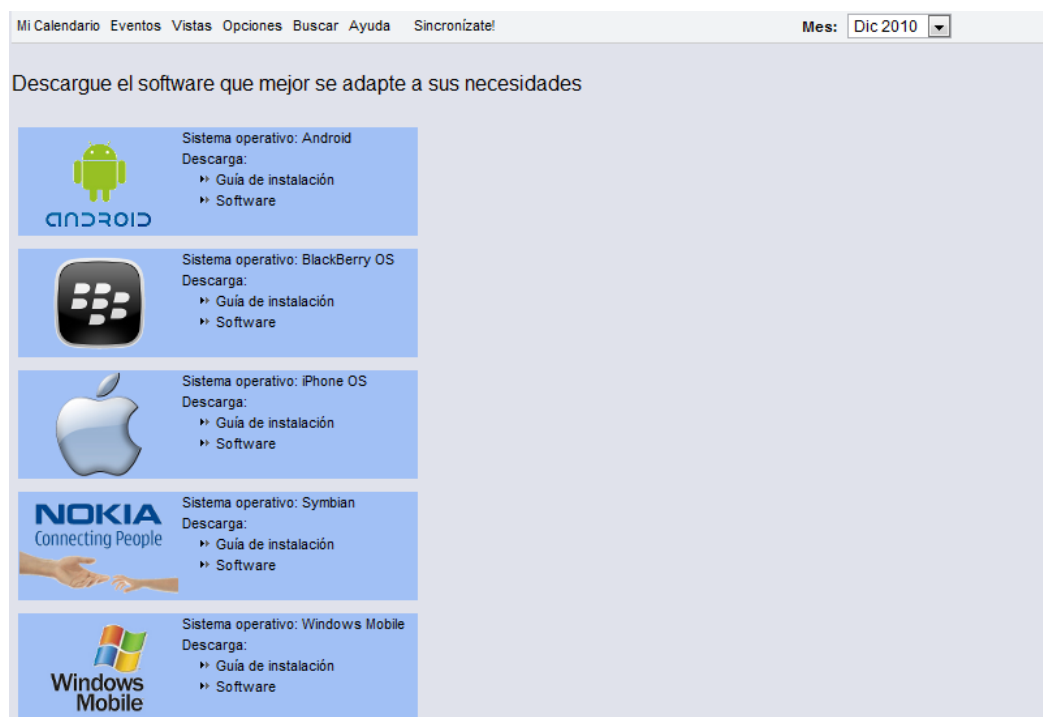 Mi Calendario Eventos Vistas Opciones Buscar Ayuda Sincronízate! Mes: Dic 2010
Descargue el software que mejor se adapte a sus necesidades
Sistema operativo: Android
Descarga:
Guía de instalación
Software
ANDROID
Sistema operativo: BlackBerry OS
Descarga:
Guía de instalación
Software
Sistema operativo: iPhone OS
Descarga:
Guía de instalación
Software
NOKIA
Connecting People
Sistema operativo: Symbian
Descarga:
Guía de instalación
Software
Windows
Mobile
Sistema operativo: Windows Mobile
Descarga:
Guía de instalación
Software